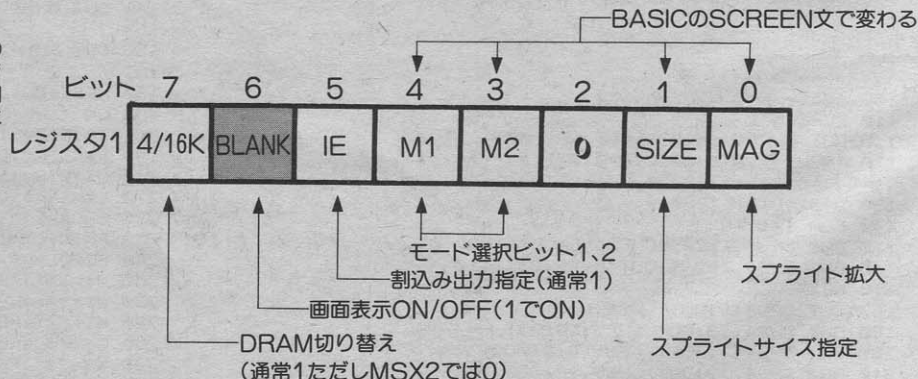 BASICのSCREEN文で変わる
ビット 7 6 5 4 3 2 1 0
レジスタ1 4/16K BLANK IE M1 M2 0 SIZE MAG
モード選択ビット1、2
割込み出力指定(通常1)
スプライト拡大
画面表示ON/OFF(1でON)
DRAM切り替え
スプライトサイズ指定
(通常1ただしMSX2では0)